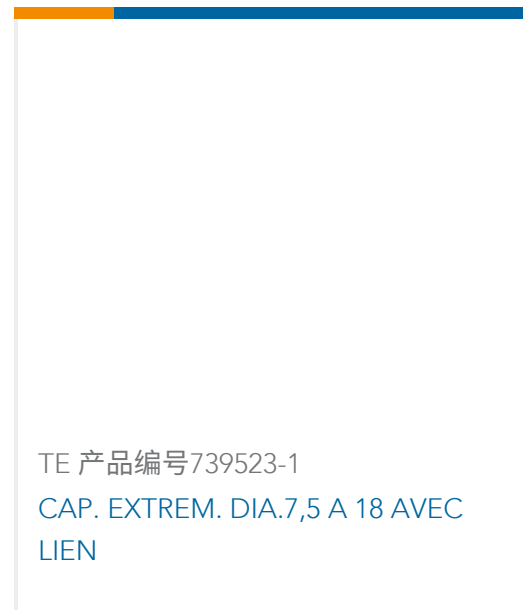 TE 产品编号739523-1
CAP. EXTREM. DIA.7,5 A 18 AVEC
LIEN